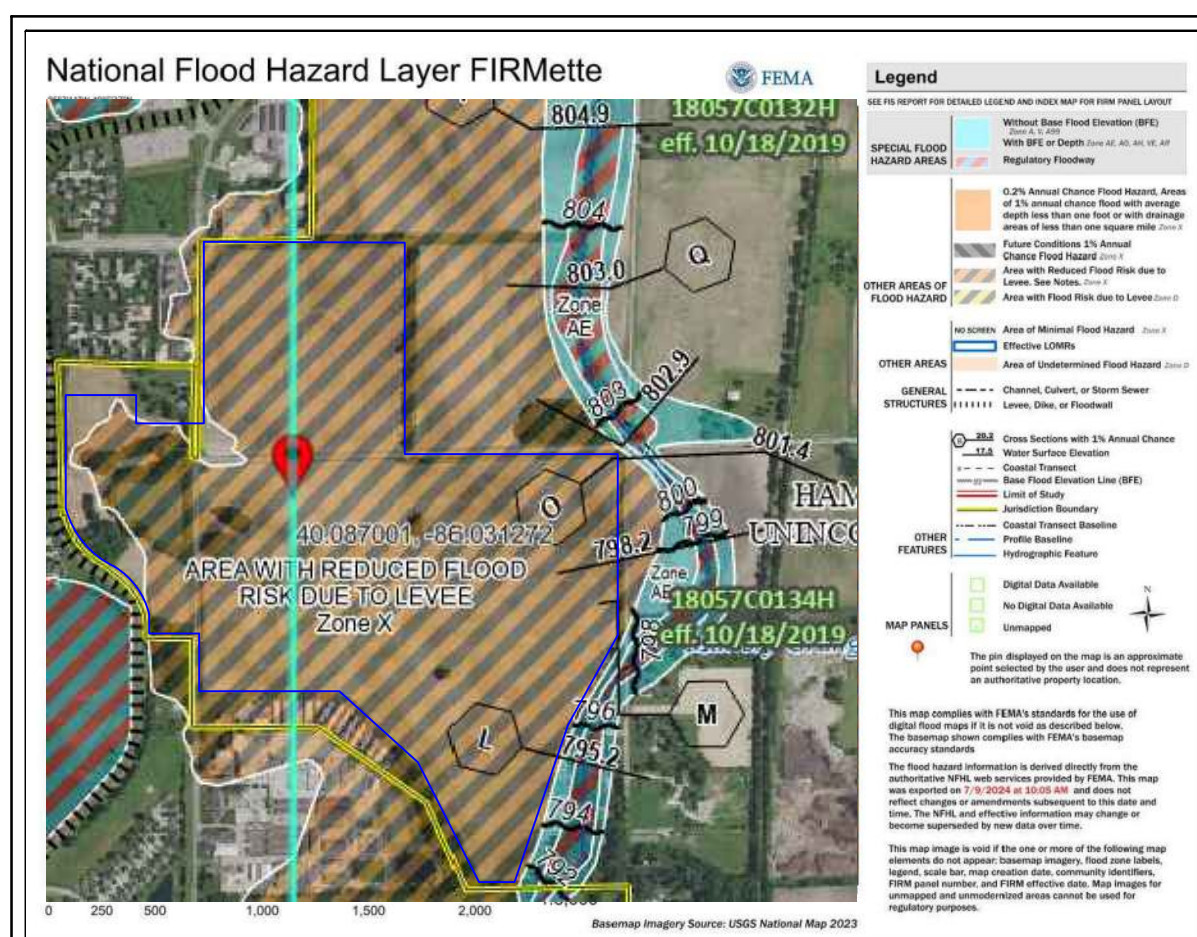 National Flood Hazard Layer FIRMette
FEMA
804.9
18057C0132H
eff. 10/18/2019
804
803.0
Q
Zone
AE
803
802.9
801.4
O
800
799
798.2
HAM
UNINCO
40.087001, -86.031272
AREA WITH REDUCED FLOOD
RISK DUE TO LEVEE
Zone X
Zone
AE
18057C0134H
eff. 10/18/2019
798
796
M
L
795.2
794
792
0 250 500 1,000 1,500 2,000
Basemap Imagery Source: USGS National Map 2023
Legend
SEE FIS REPORT FOR DETAILED LEGEND AND INDEX MAP FOR FIRM PANEL LAYOUT
SPECIAL FLOOD
HAZARD AREAS
Without Base Flood Elevation (BFE)
Zone A, V, A99
With BFE or Depth Zone AE, AO, AH, VE, AR
Regulatory Floodway
OTHER AREAS OF
FLOOD HAZARD
0.2% Annual Chance Flood Hazard, Areas
of 1% annual chance flood with average
depth less than one foot or with drainage
areas of less than one square mile Zone X
Future Conditions 1% Annual
Chance Flood Hazard Zone X
Area with Reduced Flood Risk due to
Levee. See Notes. Zone X
Area with Flood Risk due to Levee Zone D
OTHER AREAS
NO SCREEN Area of Minimal Flood Hazard Zone X
Effective LOMRs
Area of Undetermined Flood Hazard Zone D
GENERAL
STRUCTURES
Channel, Culvert, or Storm Sewer
Levee, Dike, or Floodwall
OTHER
FEATURES
B 20.2 Cross Sections with 1% Annual Chance
17.5 Water Surface Elevation
Coastal Transect
Base Flood Elevation Line (BFE)
Limit of Study
Jurisdiction Boundary
Coastal Transect Baseline
Profile Baseline
Hydrographic Feature
MAP PANELS
Digital Data Available
No Digital Data Available
Unmapped
N
The pin displayed on the map is an approximate
point selected by the user and does not represent
an authoritative property location.
This map complies with FEMA's standards for the use of
digital flood maps if it is not void as described below.
The basemap shown complies with FEMA's basemap
accuracy standards
The flood hazard information is derived directly from the
authoritative NFHL web services provided by FEMA. This map
was exported on 7/9/2024 at 10:05 AM and does not
reflect changes or amendments subsequent to this date and
time. The NFHL and effective information may change or
become superseded by new data over time.
This map image is void if the one or more of the following map
elements do not appear: basemap imagery, flood zone labels,
legend, scale bar, map creation date, community identifiers,
FIRM panel number, and FIRM effective date. Map images for
unmapped and unmodernized areas cannot be used for
regulatory purposes.